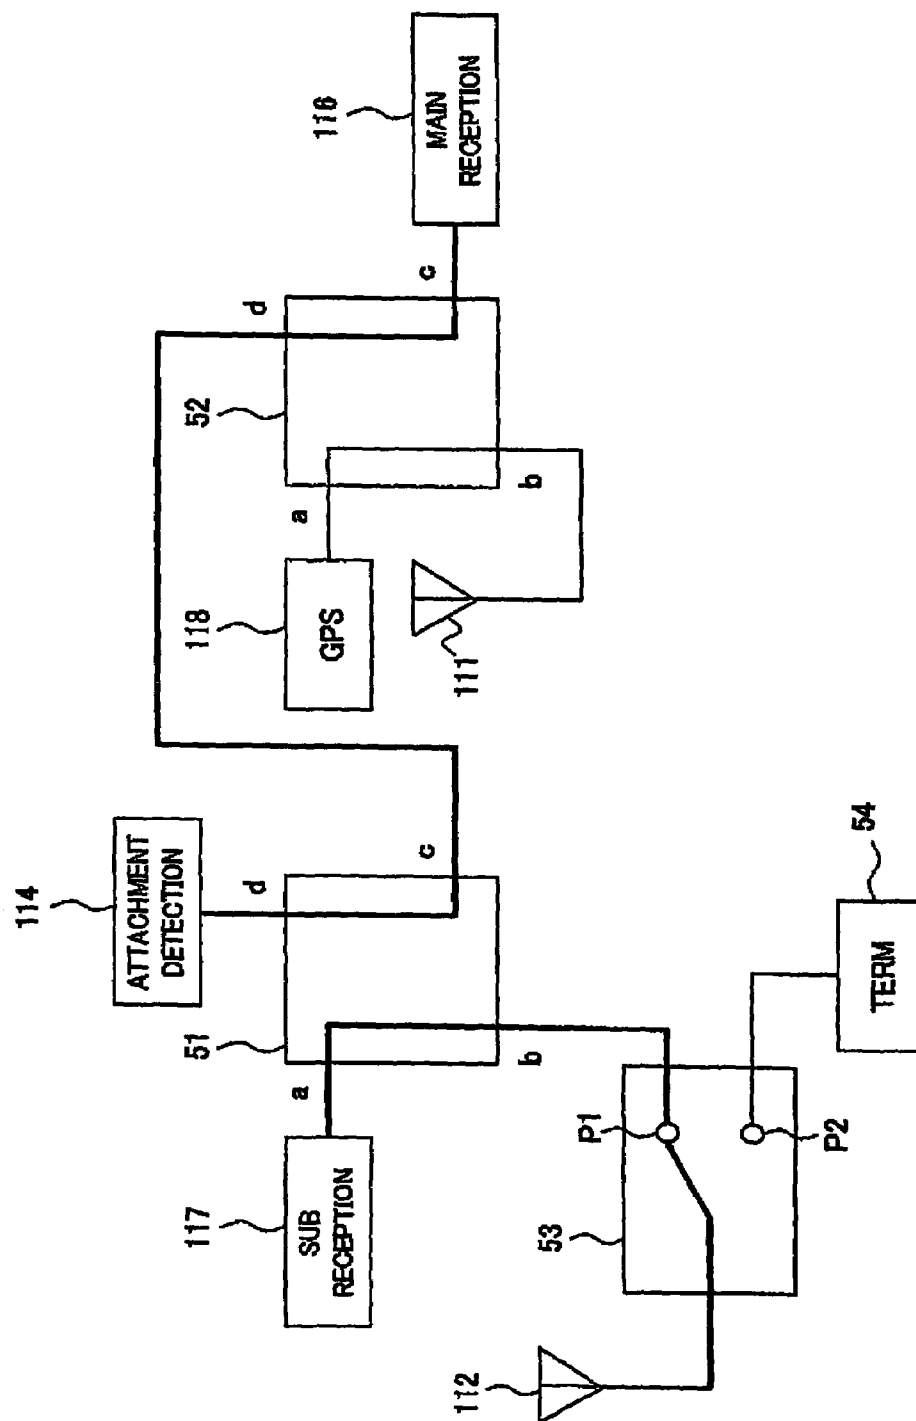 114
ATTACHMENT
DETECTION
117
51
118
52
d
d
a
a
SUB
RECEPTION
GPS
116
MAIN
RECEPTION
c
c
111
112
b
b
53
P1
P2
54
TERM